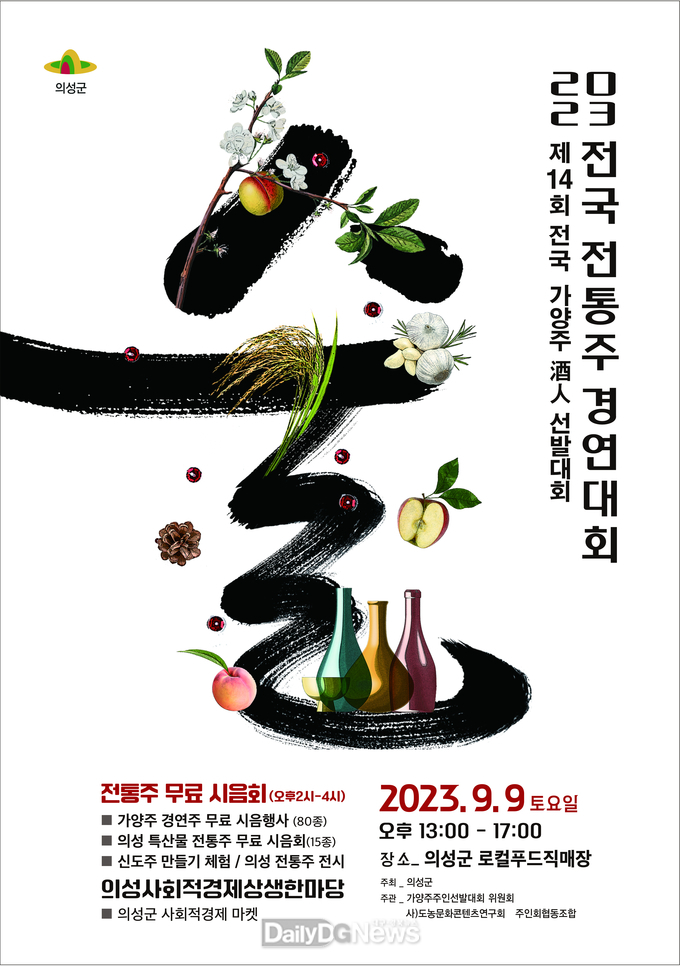 의성군
2023
전국 전통주 경연대회
제14회 전국 가양주 酒人 선발대회
술
전통주 무료 시음회 (오후2시-4시)
■ 가양주 경연주 무료 시음행사 (80종)
■ 의성 특산물 전통주 무료 시음회(15종)
■ 신도주 만들기 체험 / 의성 전통주 전시
의성사회적경제상생한마당
■ 의성군 사회적경제 마켓
2023. 9. 9 토요일
오후 13:00 - 17:00
장 소_ 의성군 로컬푸드직매장
주최 _ 의성군
주관 _ 가양주주인선발대회 위원회
사)도농문화콘텐츠연구회 주인회협동조합
DailyDGNews